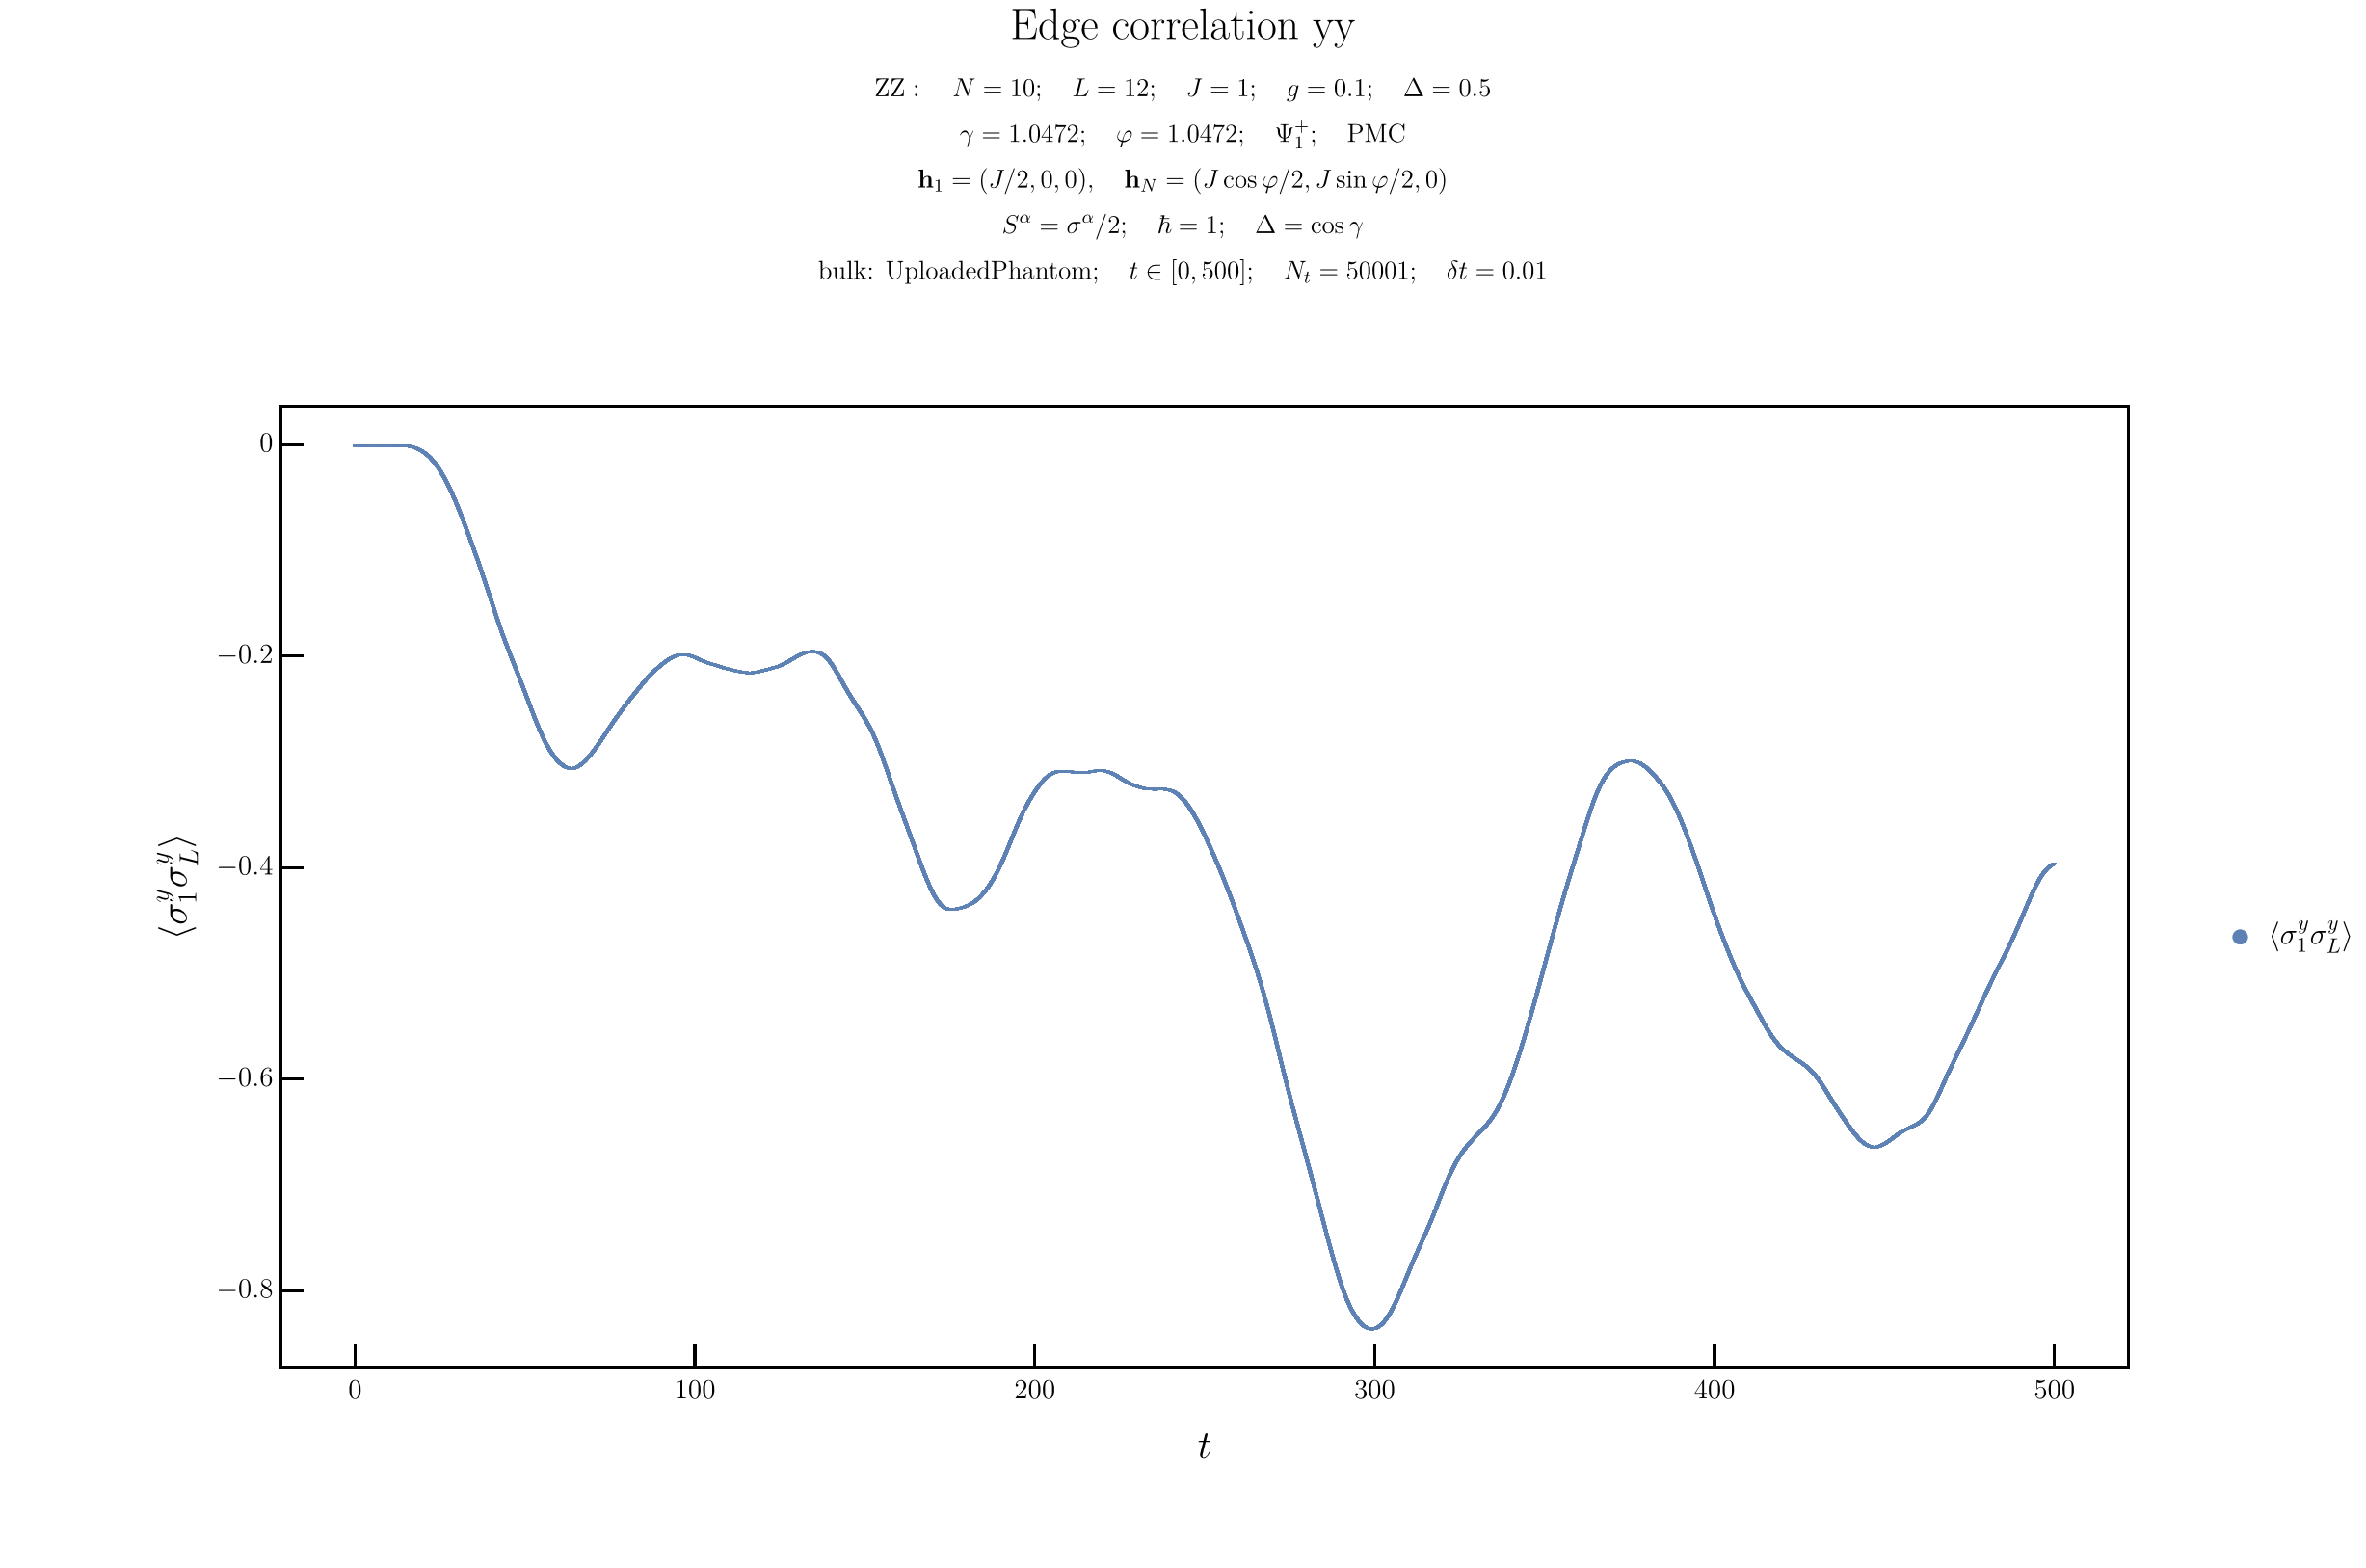 Edge correlation yy
ZZ : N = 10; L = 12; J = 1; g = 0.1; Δ = 0.5
γ = 1.0472; φ = 1.0472; Ψ₁⁺; PMC
𝐡₁ = (J/2, 0, 0), 𝐡_N = (J cos φ/2, J sin φ/2, 0)
S^α = σ^α/2; ℏ = 1; Δ = cos γ
bulk: UploadedPhantom; t ∈ [0, 500]; N_t = 50001; δt = 0.01
0
−0.2
−0.4
−0.6
−0.8
⟨σ₁^y σ_L^y⟩
⟨σ₁^y σ_L^y⟩
0 100 200 300 400 500
t